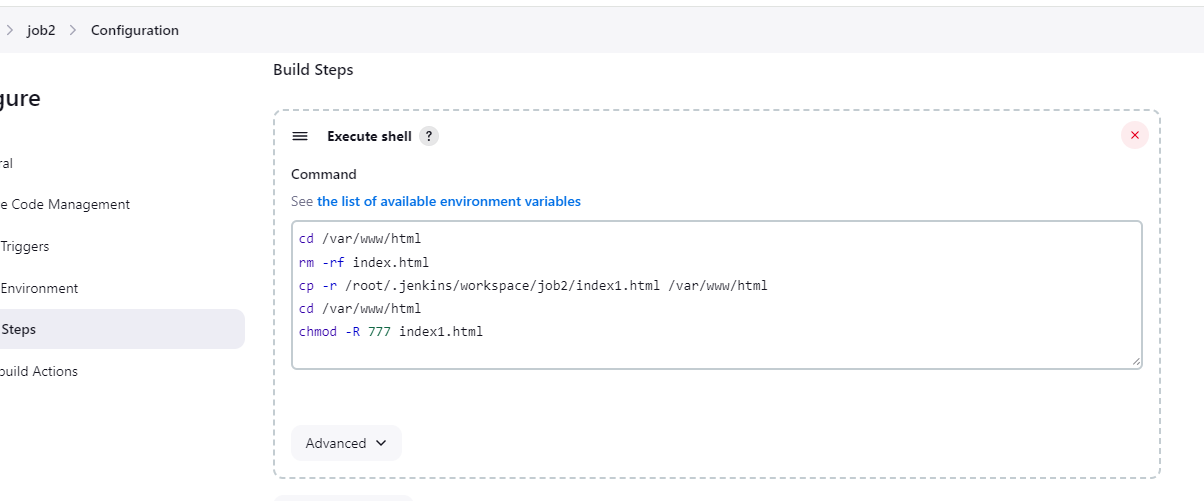 job2 Configuration
Build Steps
gure
Execute shell ?
ral
Command
e Code Management
See the list of available environment variables
cd /var/www/html
Triggers
rm -rf index.html
cp -r /root/.jenkins/workspace/job2/index1.html /var/www/html
Environment
cd /var/www/html
Steps
chmod -R 777 index1.html
build Actions
Advanced